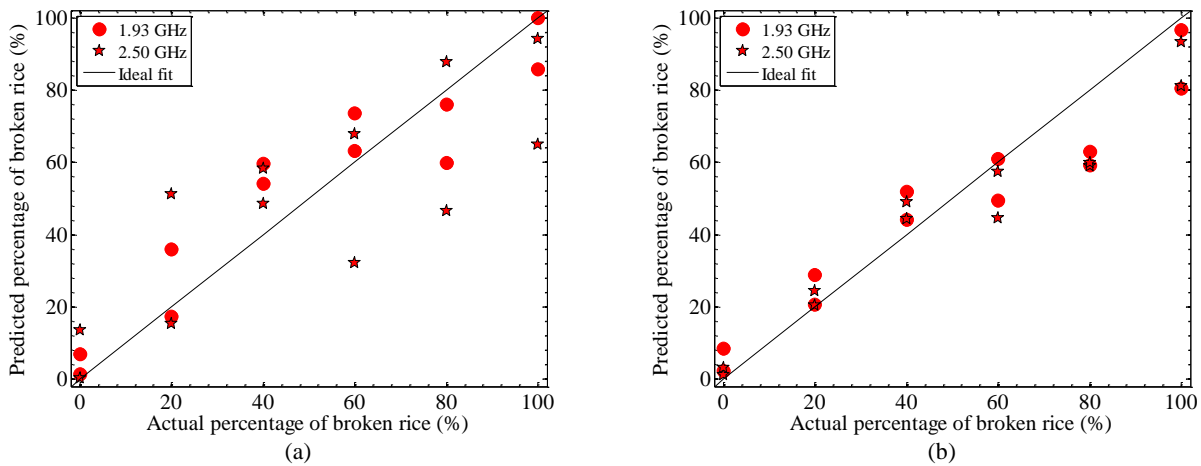 100
80
60
40
20
0
Predicted percentage of broken rice (%)
1.93 GHz
2.50 GHz
Ideal fit
0 20 40 60 80 100
Actual percentage of broken rice (%)
(a)
100
80
60
40
20
0
Predicted percentage of broken rice (%)
1.93 GHz
2.50 GHz
Ideal fit
0 20 40 60 80 100
Actual percentage of broken rice (%)
(b)